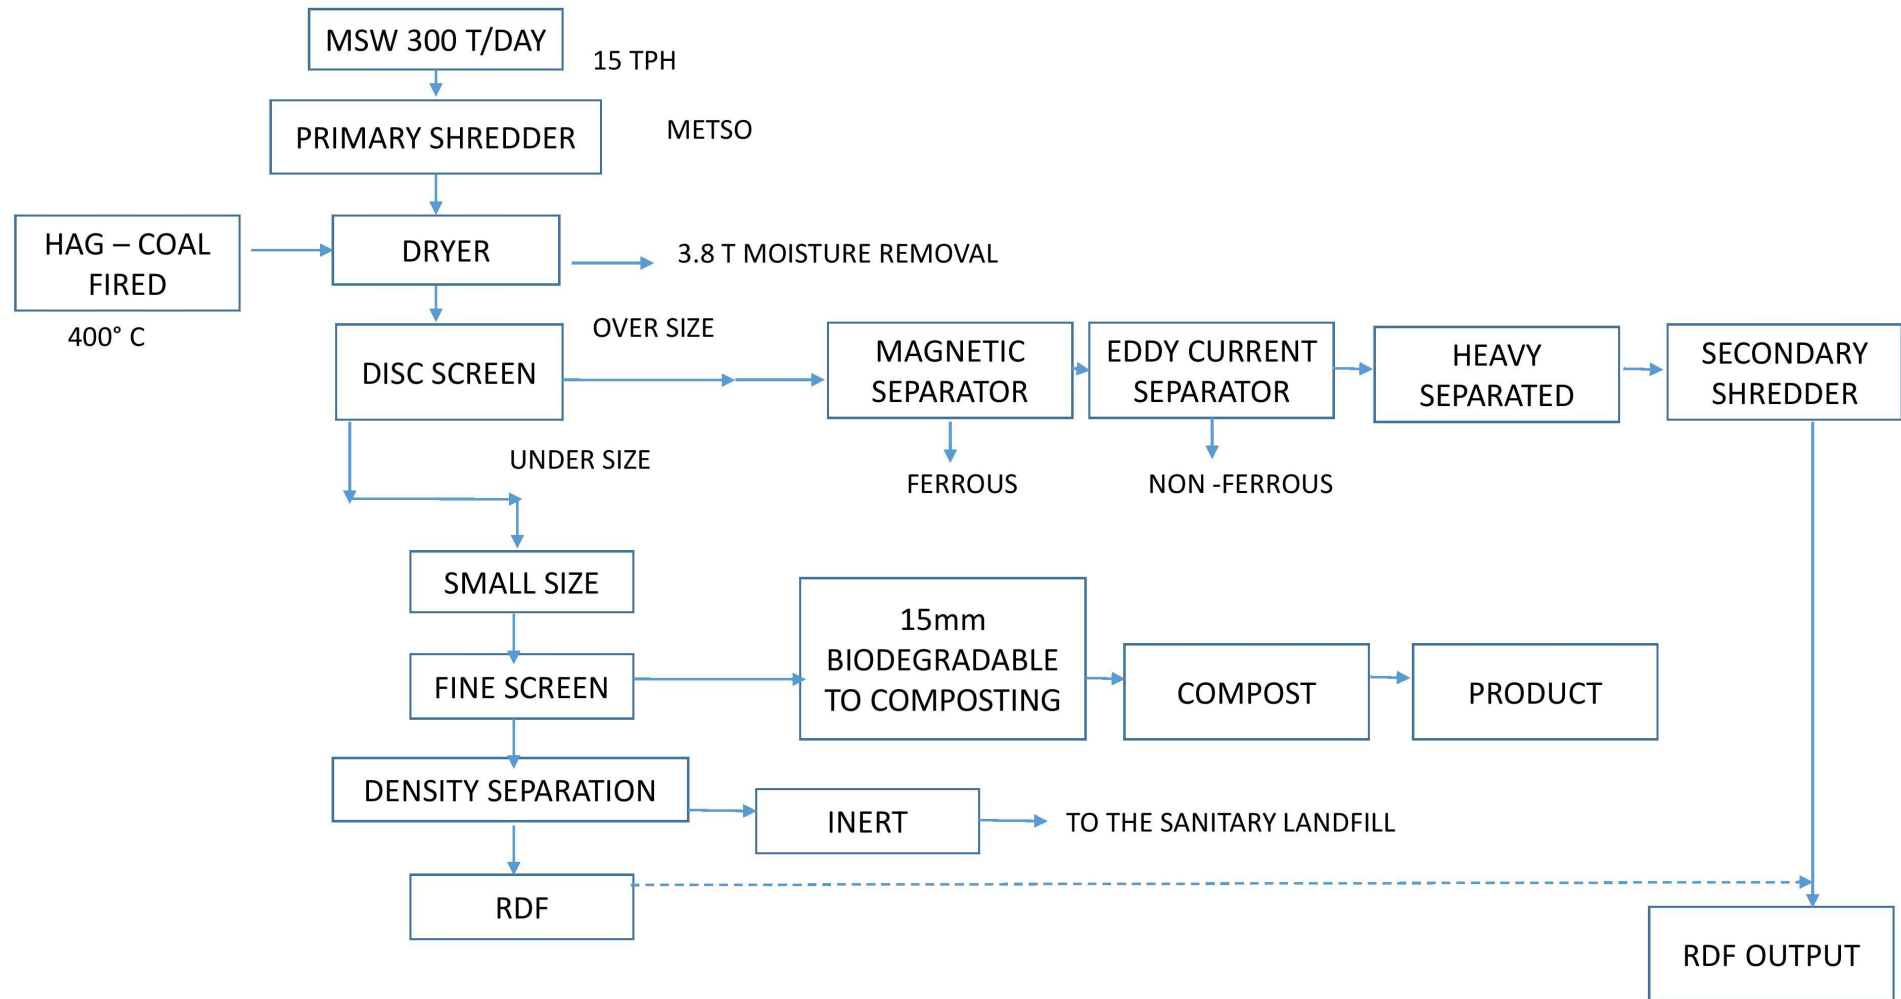 MSW 300 T/DAY
15 TPH
PRIMARY SHREDDER
METSO
HAG – COAL
FIRED
400° C
DRYER
3.8 T MOISTURE REMOVAL
DISC SCREEN
OVER SIZE
MAGNETIC
SEPARATOR
EDDY CURRENT
SEPARATOR
HEAVY
SEPARATED
SECONDARY
SHREDDER
UNDER SIZE
FERROUS
NON -FERROUS
SMALL SIZE
FINE SCREEN
15mm
BIODEGRADABLE
TO COMPOSTING
COMPOST
PRODUCT
DENSITY SEPARATION
INERT
TO THE SANITARY LANDFILL
RDF
RDF OUTPUT